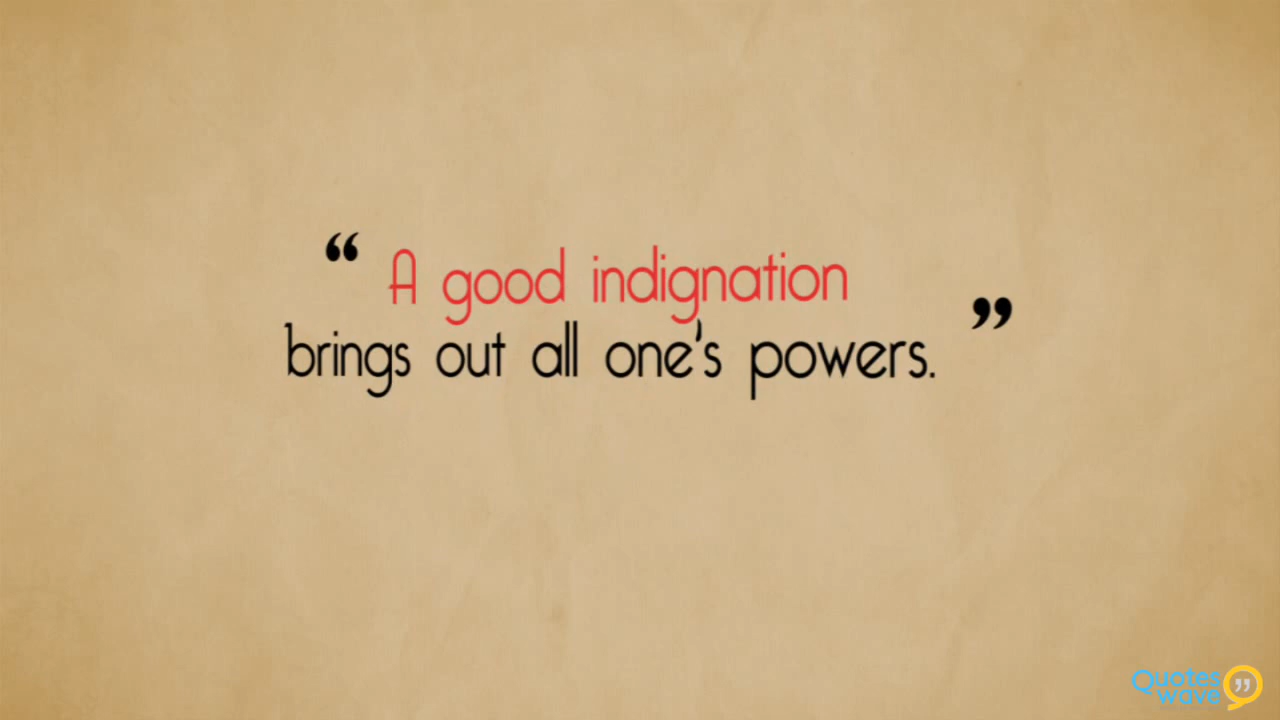 “ A good indignation
brings out all one's powers. ”
Quotes
wave